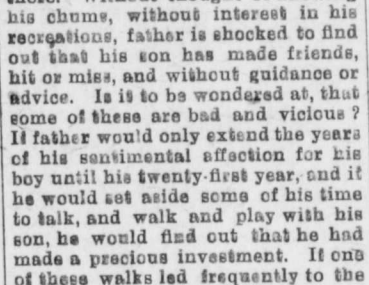 his chums, without interest in his
recreations, father is shocked to find
out that his son has made friends,
hit or miss, and without guidance or
advice. Is it to be wondered at, that
some of these are bad and vicious ?
If father would only extend the years
of his sentimental affection for his
boy until his twenty-first year, and if
he would set aside some of his time
to talk, and walk and play with his
son, he would find out that he had
made a precious investment. If one
of these walks led frequently to the